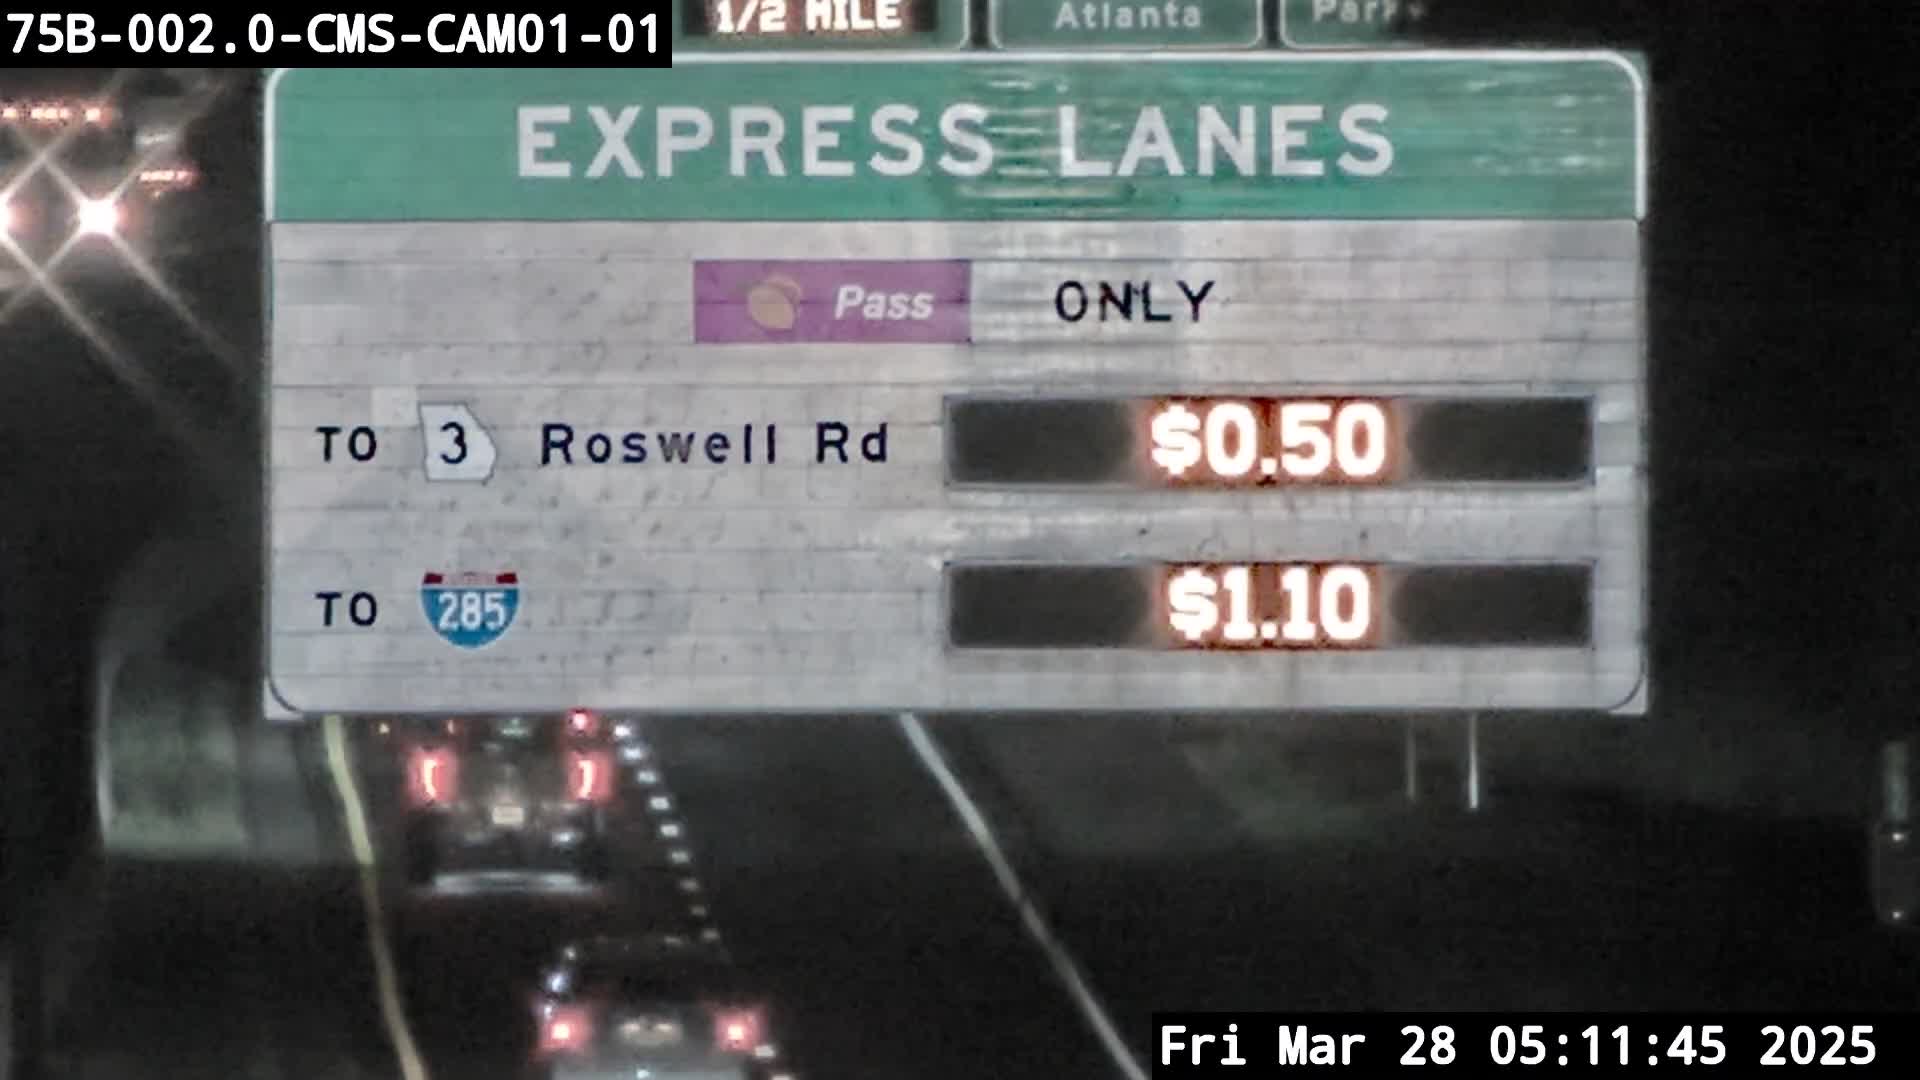 75B-002.0-CMS-CAM01-01
1/2 MILE
Atlanta
EXPRESS LANES
Pass ONLY
TO 3 Roswell Rd $0.50
TO 285 $1.10
Fri Mar 28 05:11:45 2025